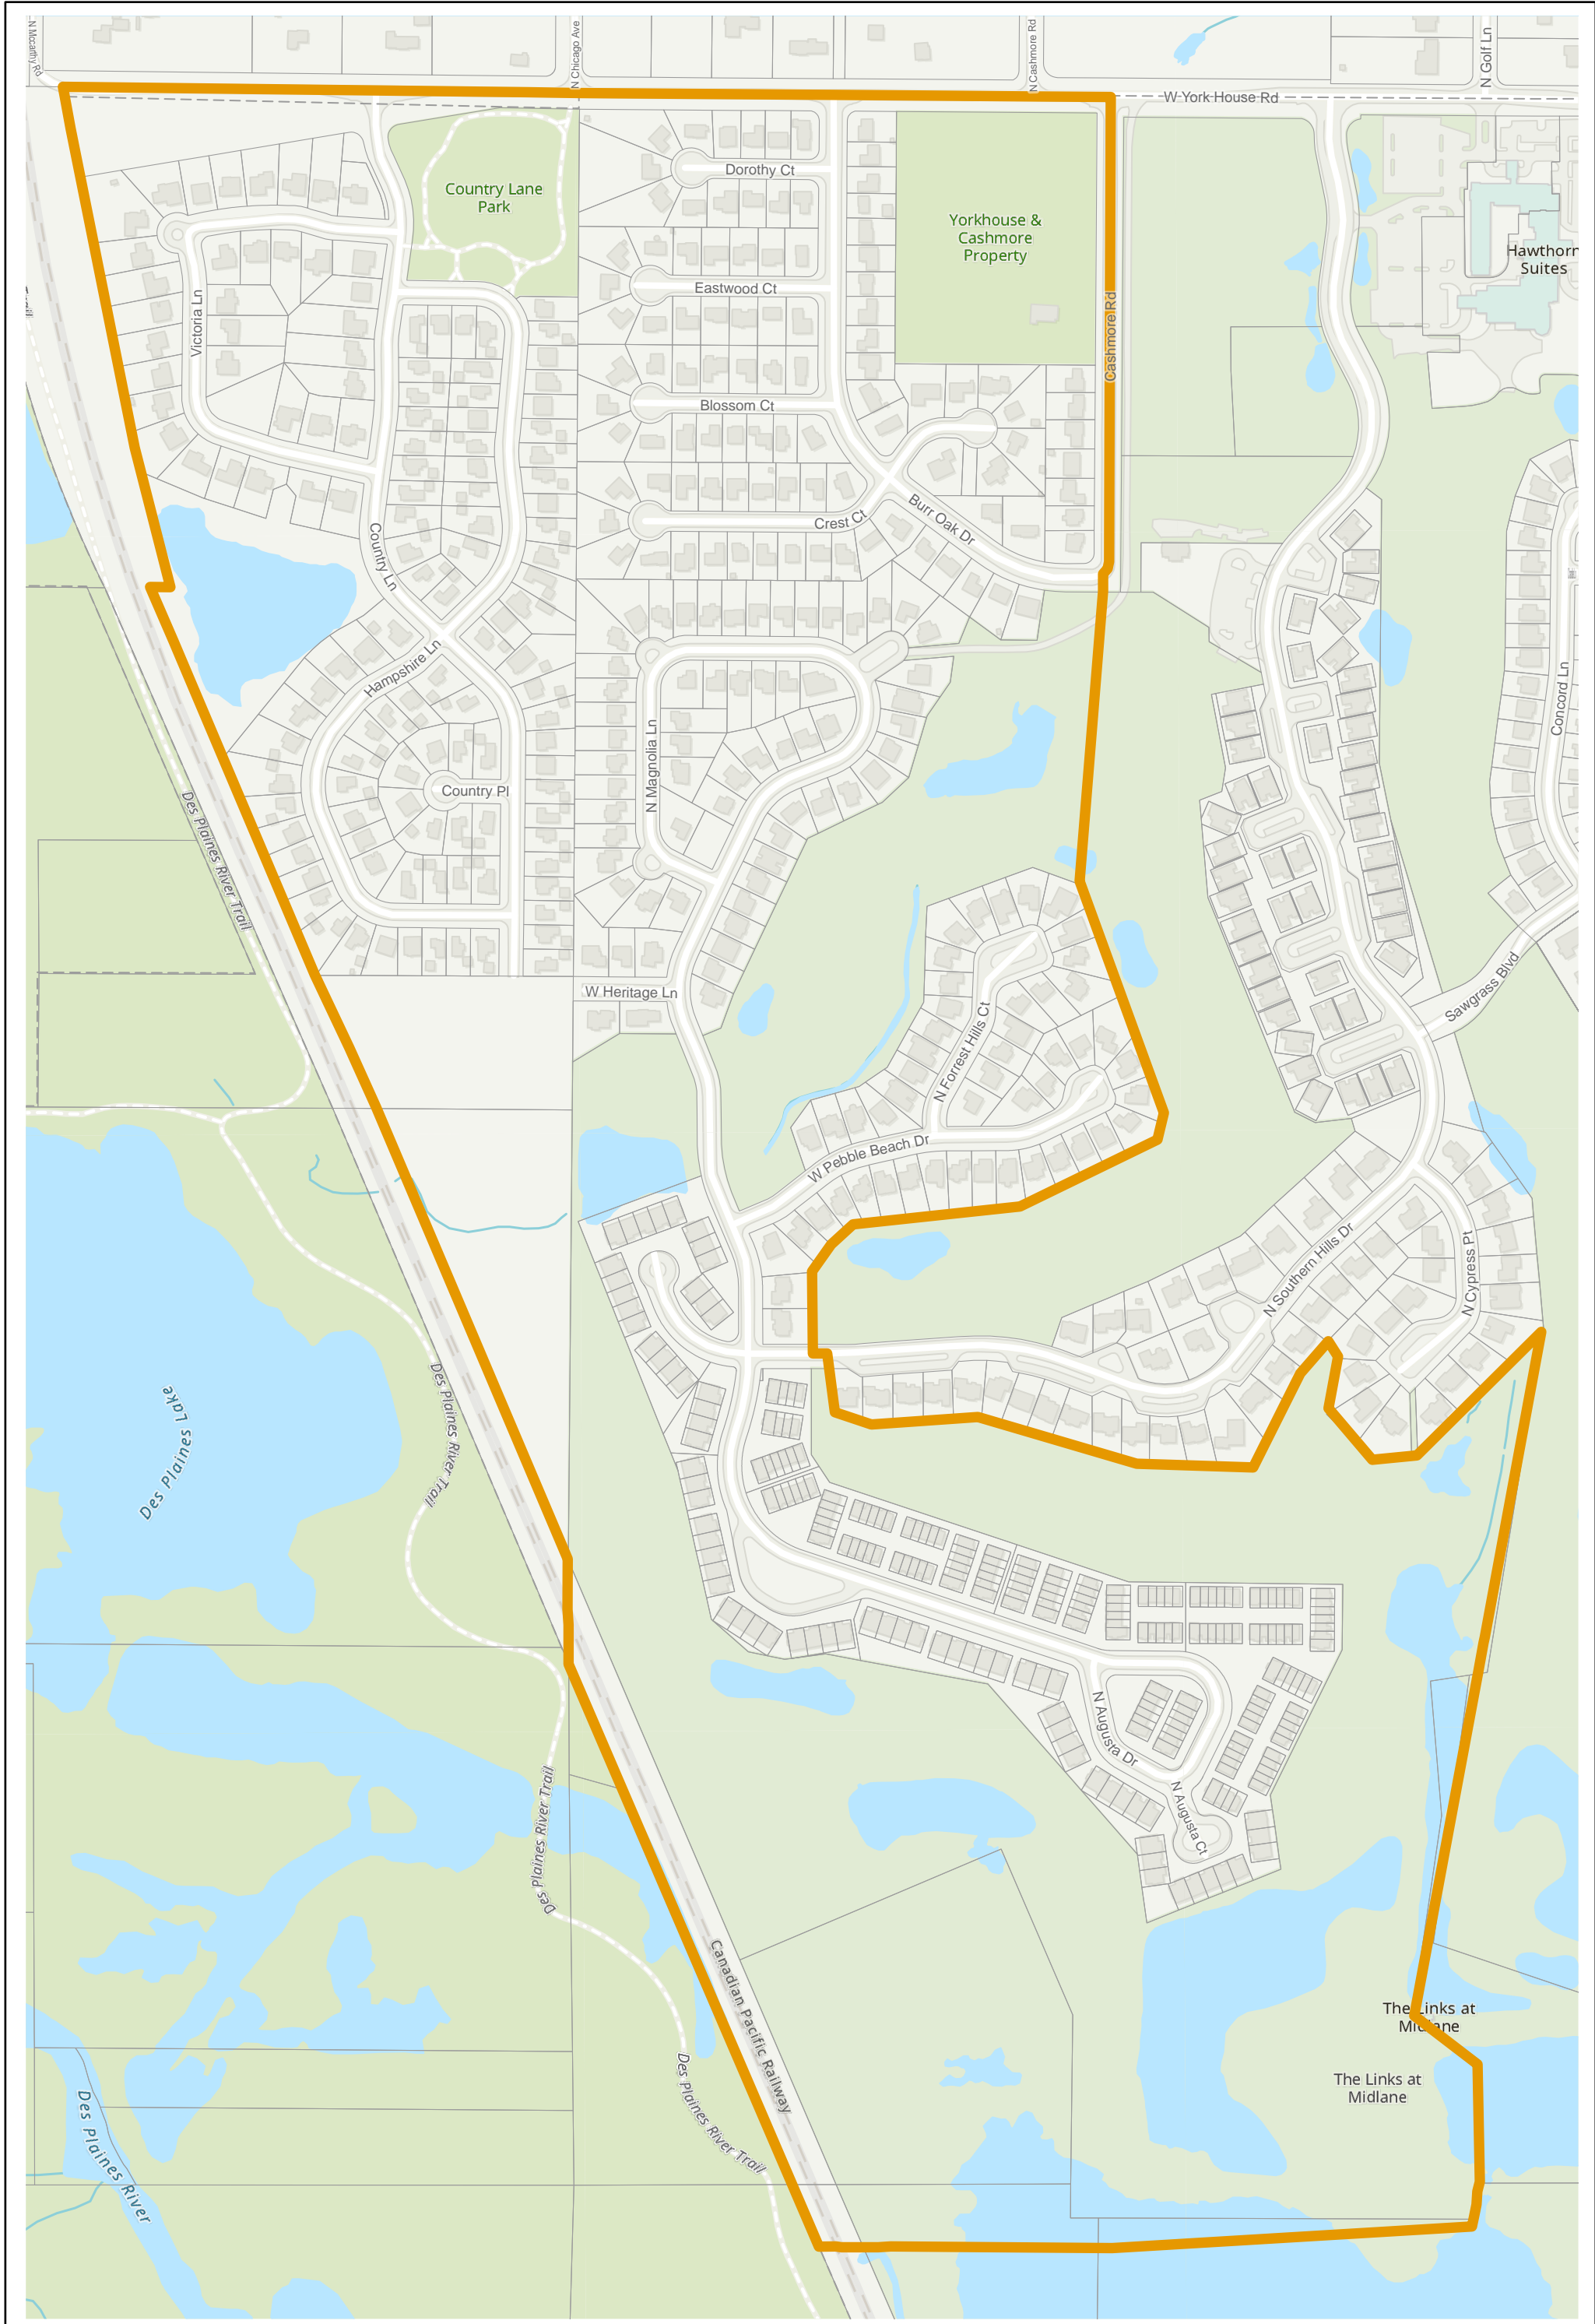 N Mccarthy Rd
N Chicago Ave
N Cashmore Rd
N Golf Ln
W York House Rd
Dorothy Ct
Country Lane
Park
Yorkhouse &
Cashmore
Property
Hawthorn
Suites
Eastwood Ct
Victoria Ln
Cashmore Rd
Trail
Blossom Ct
Burr Oak Dr
Crest Ct
Country Ln
Hampshire Ln
Concord Ln
N Magnolia Ln
Country Pl
Des Plaines River Trail
W Heritage Ln
Sawgrass Blvd
N Forrest Hills Ct
W Pebble Beach Dr
N Southern Hills Dr
N Cypress Pt
Des Plaines Lake
Des Plaines River Trail
N Augusta Dr
N Augusta Ct
Des Plaines River Trail
Canadian Pacific Railway
The Links at
Midlane
The Links at
Midlane
Des Plaines River Trail
Des Plaines River